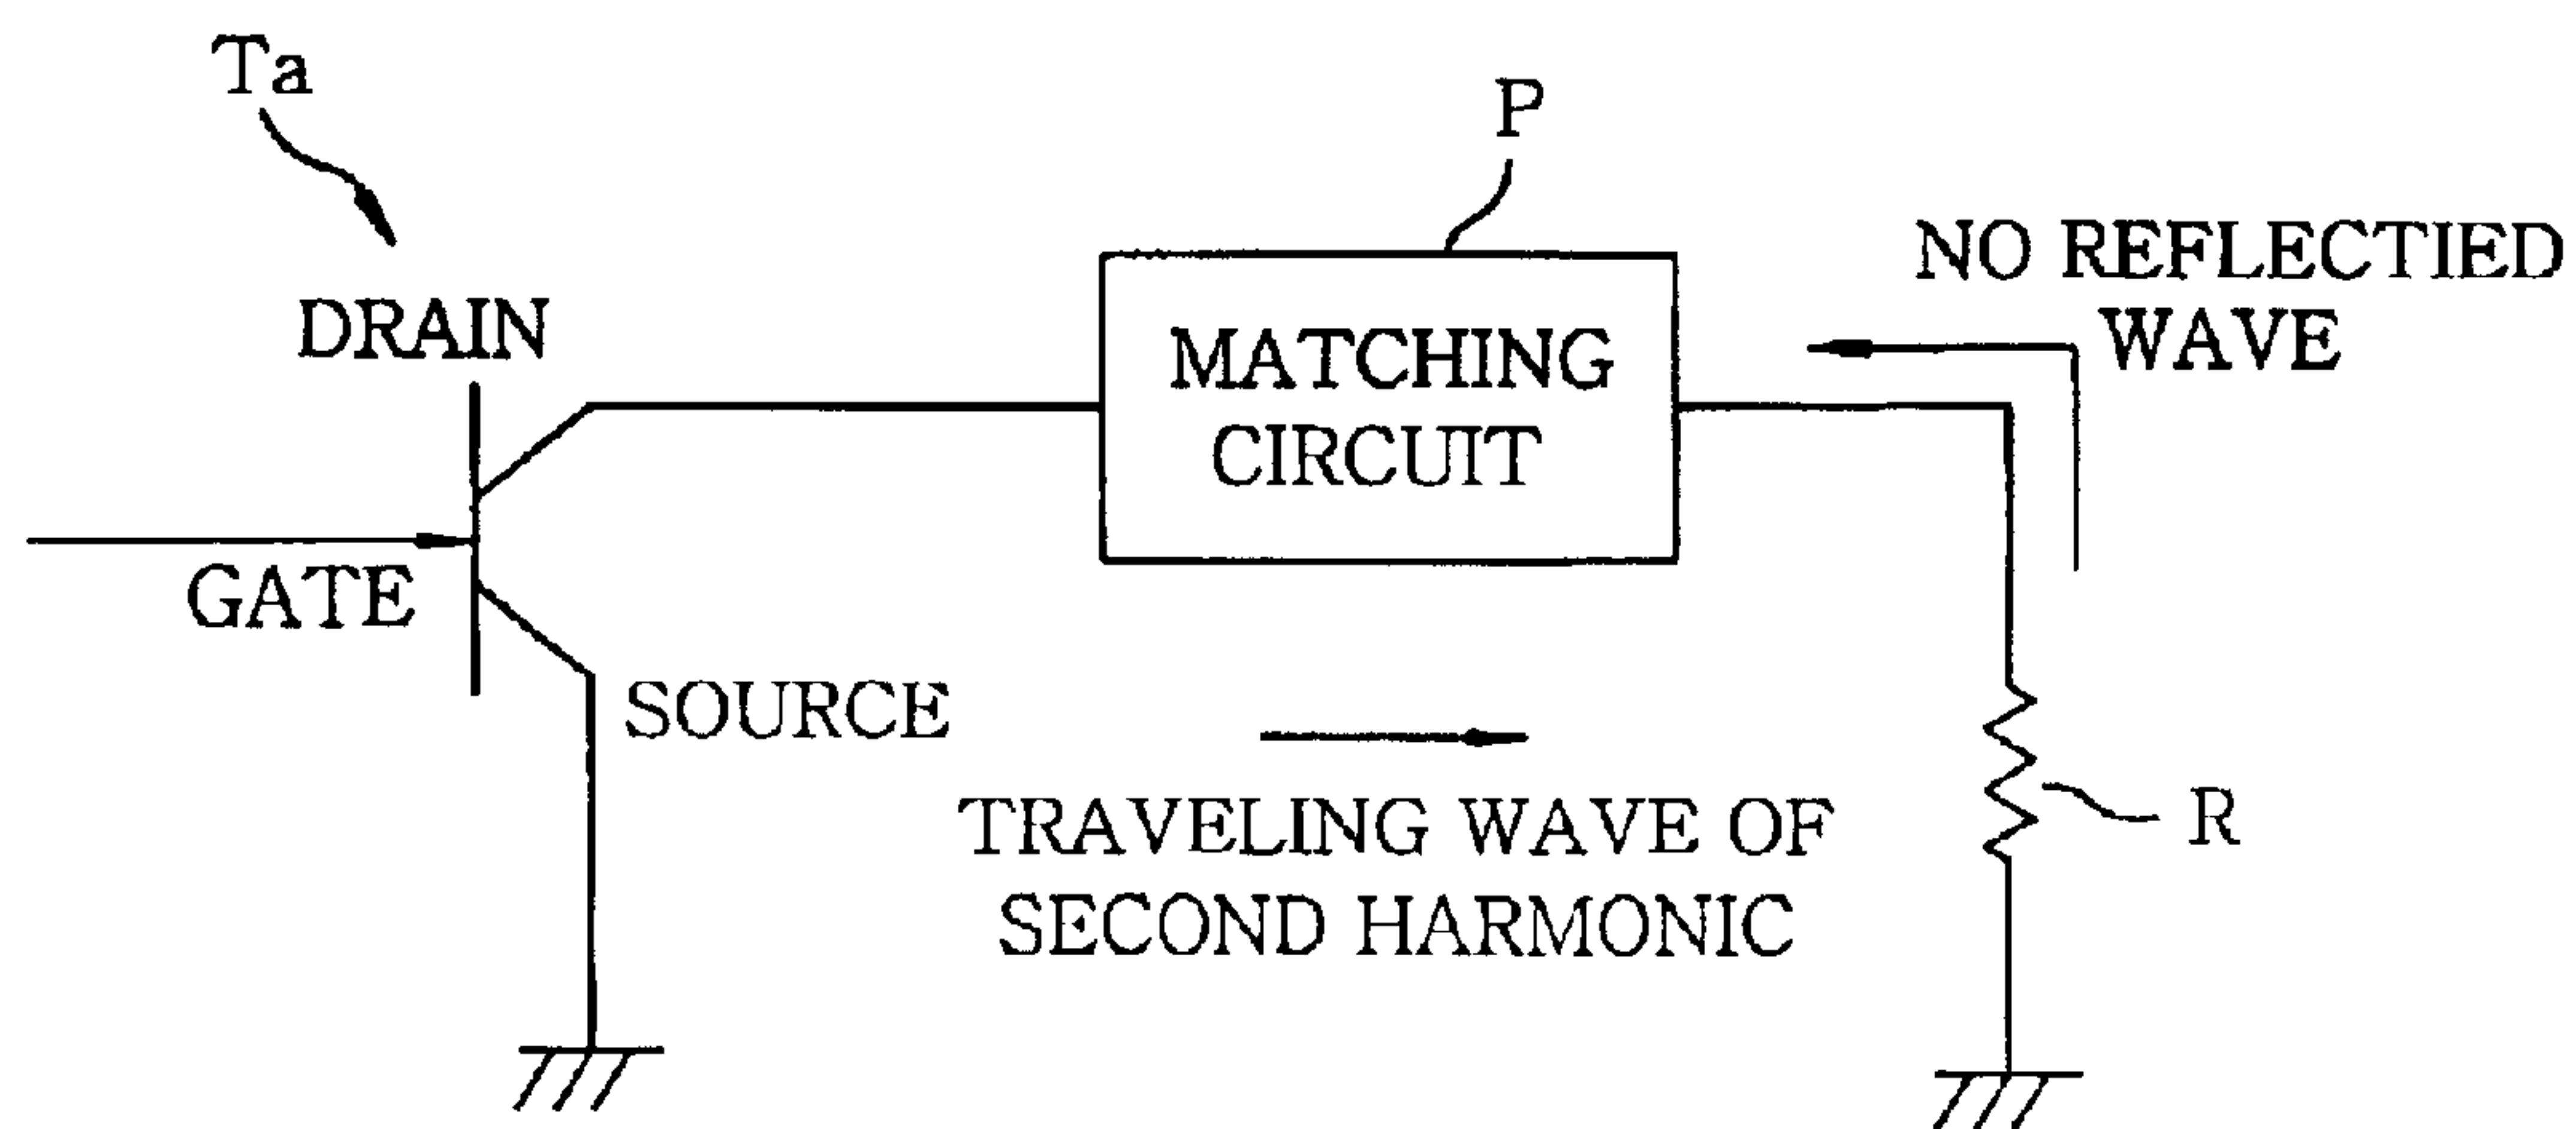 Ta
P
NO REFLECTIED
WAVE
DRAIN
MATCHING
CIRCUIT
GATE
SOURCE
TRAVELING WAVE OF
SECOND HARMONIC
R